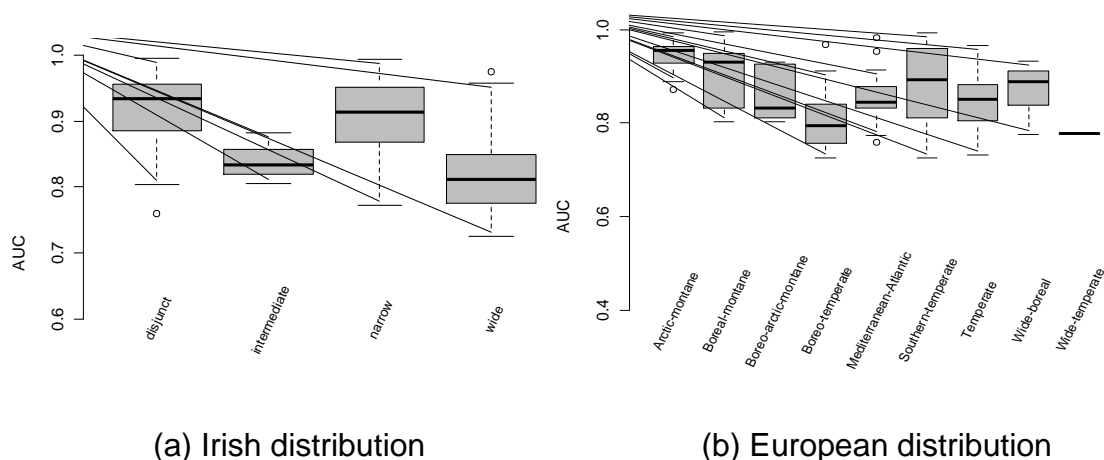 AUC
1.0
0.9
0.8
0.7
0.6
disjunct
intermediate
narrow
wide
(a) Irish distribution
AUC
1.0
0.8
0.6
0.4
Arctic-montane
Boreal-montane
Boreo-arctic-montane
Boreo-temperate
Mediterranean-Atlantic
Southern-temperate
Temperate
Wide-boreal
Wide-temperate
(b) European distribution